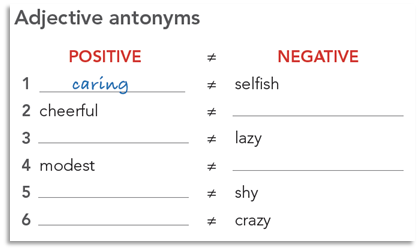 Adjective antonyms
POSITIVE ≠ NEGATIVE
1 caring ≠ selfish
2 cheerful ≠
3 ≠ lazy
4 modest ≠
5 ≠ shy
6 ≠ crazy